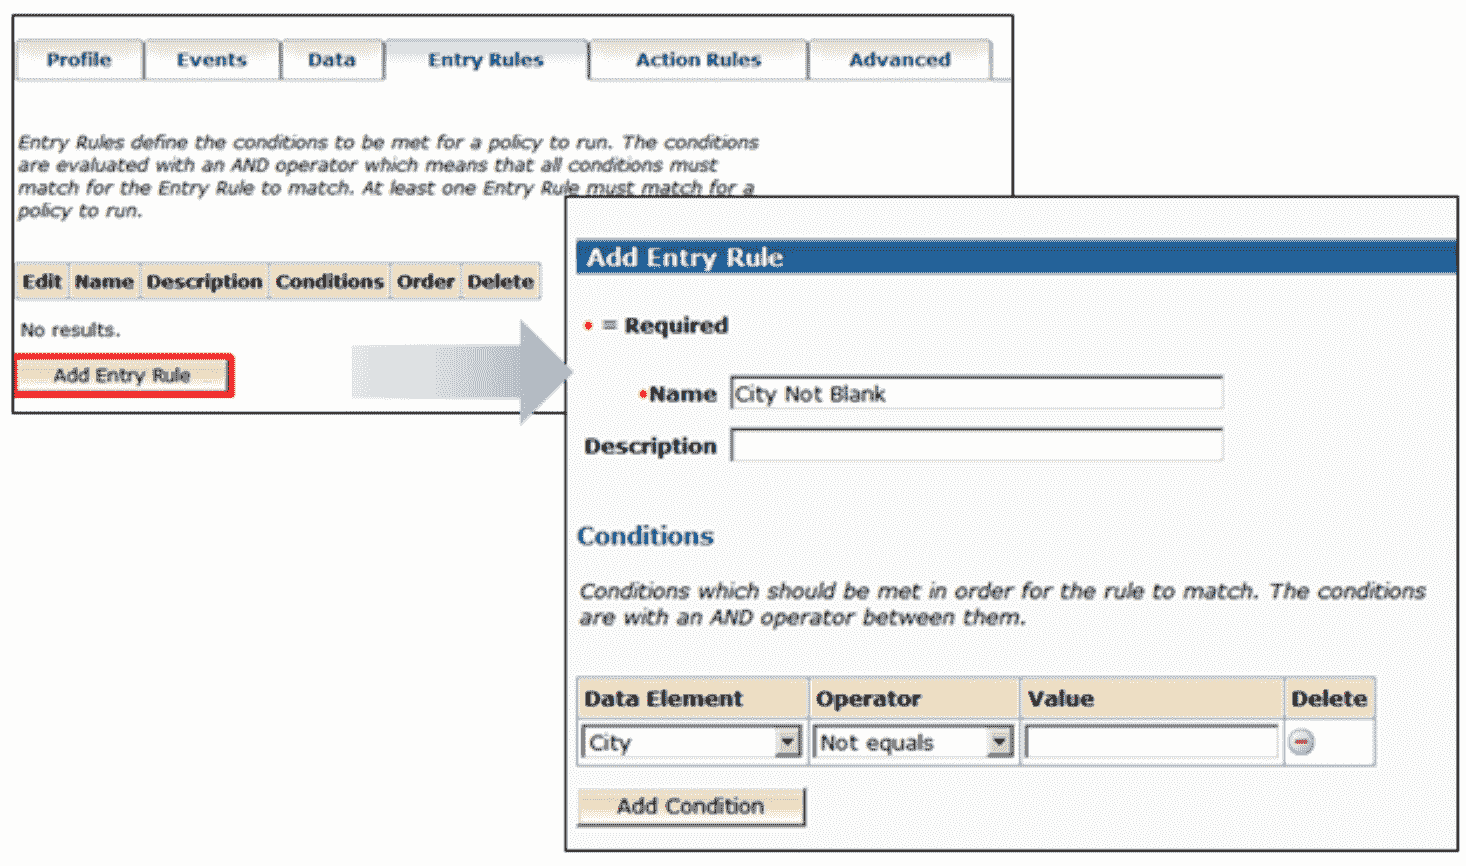 Profile Events Data Entry Rules Action Rules Advanced
Entry Rules define the conditions to be met for a policy to run. The conditions
are evaluated with an AND operator which means that all conditions must
match for the Entry Rule to match. At least one Entry Rule must match for a
policy to run.
Edit Name Description Conditions Order Delete
No results.
Add Entry Rule
Add Entry Rule
• = Required
•Name City Not Blank
Description
Conditions
Conditions which should be met in order for the rule to match. The conditions
are with an AND operator between them.
Data Element Operator Value Delete
City Not equals
Add Condition